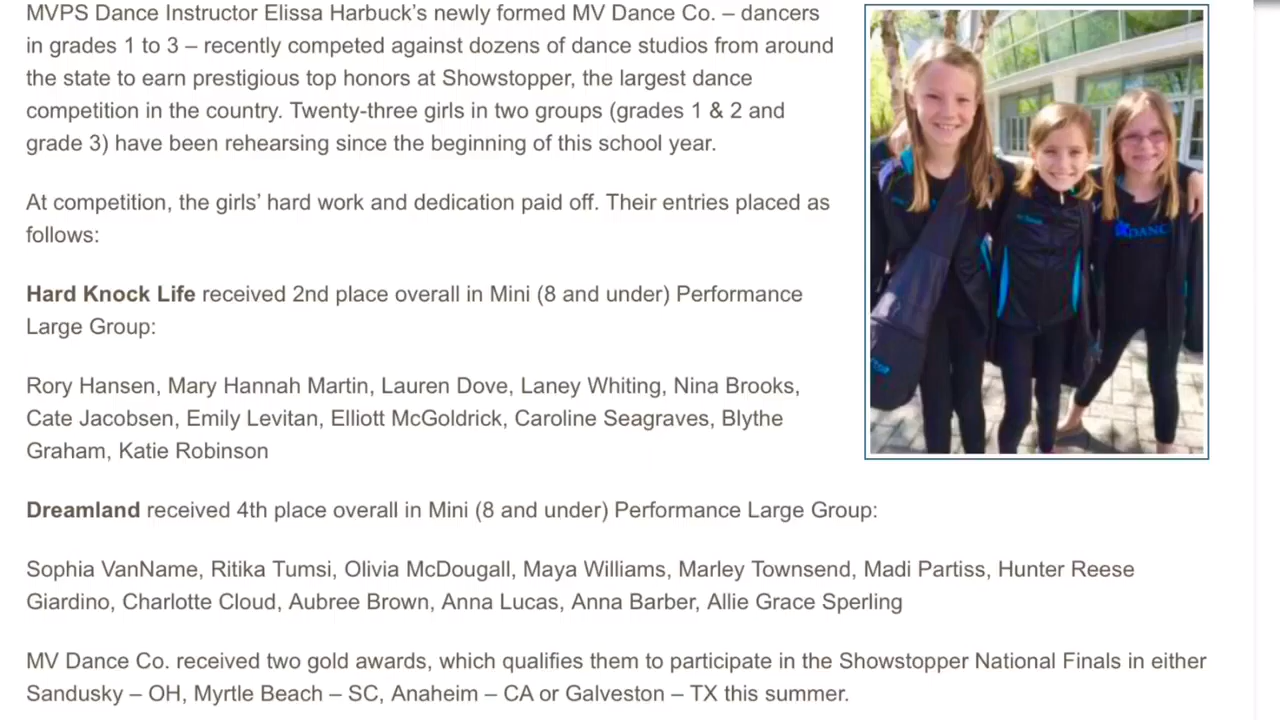 MVPS Dance Instructor Elissa Harbuck’s newly formed MV Dance Co. – dancers
in grades 1 to 3 – recently competed against dozens of dance studios from around
the state to earn prestigious top honors at Showstopper, the largest dance
competition in the country. Twenty-three girls in two groups (grades 1 & 2 and
grade 3) have been rehearsing since the beginning of this school year.
At competition, the girls’ hard work and dedication paid off. Their entries placed as
follows:
Hard Knock Life received 2nd place overall in Mini (8 and under) Performance
Large Group:
Rory Hansen, Mary Hannah Martin, Lauren Dove, Laney Whiting, Nina Brooks,
Cate Jacobsen, Emily Levitan, Elliott McGoldrick, Caroline Seagraves, Blythe
Graham, Katie Robinson
Dreamland received 4th place overall in Mini (8 and under) Performance Large Group:
Sophia VanName, Ritika Tumsi, Olivia McDougall, Maya Williams, Marley Townsend, Madi Partiss, Hunter Reese
Giardino, Charlotte Cloud, Aubree Brown, Anna Lucas, Anna Barber, Allie Grace Sperling
MV Dance Co. received two gold awards, which qualifies them to participate in the Showstopper National Finals in either
Sandusky – OH, Myrtle Beach – SC, Anaheim – CA or Galveston – TX this summer.
DANC